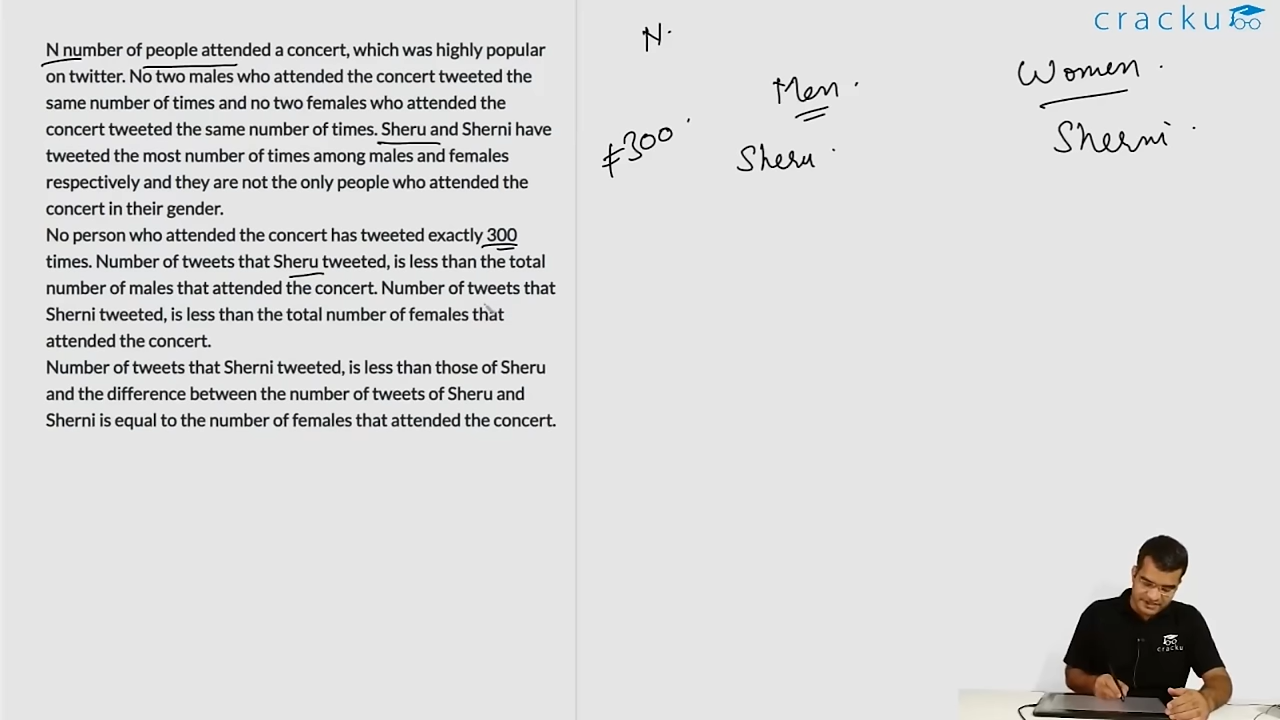 cracku
N number of people attended a concert, which was highly popular
on twitter. No two males who attended the concert tweeted the
same number of times and no two females who attended the
concert tweeted the same number of times. Sheru and Sherni have
tweeted the most number of times among males and females
respectively and they are not the only people who attended the
concert in their gender.
No person who attended the concert has tweeted exactly 300
times. Number of tweets that Sheru tweeted, is less than the total
number of males that attended the concert. Number of tweets that
Sherni tweeted, is less than the total number of females that
attended the concert.
Number of tweets that Sherni tweeted, is less than those of Sheru
and the difference between the number of tweets of Sheru and
Sherni is equal to the number of females that attended the concert.
N.
Men.
Women.
≠300
Sheru.
Sherni.
cracku